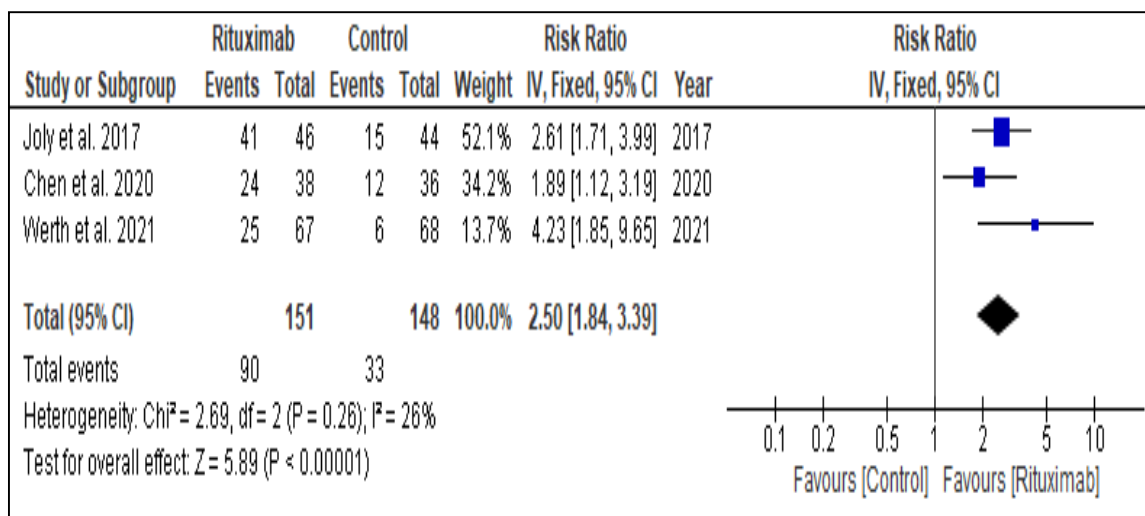 Rituximab Control Risk Ratio Risk Ratio
Study or Subgroup Events Total Events Total Weight IV, Fixed, 95% CI Year IV, Fixed, 95% CI
Joly et al. 2017 41 46 15 44 52.1% 2.61 [1.71, 3.99] 2017
Chen et al. 2020 24 38 12 36 34.2% 1.89 [1.12, 3.19] 2020
Werth et al. 2021 25 67 6 68 13.7% 4.23 [1.85, 9.65] 2021
Total (95% CI) 151 148 100.0% 2.50 [1.84, 3.39]
Total events 90 33
Heterogeneity: Chi² = 2.69, df = 2 (P = 0.26); I² = 26%
Test for overall effect: Z = 5.89 (P < 0.00001)
0.1 0.2 0.5 1 2 5 10
Favours [Control] Favours [Rituximab]